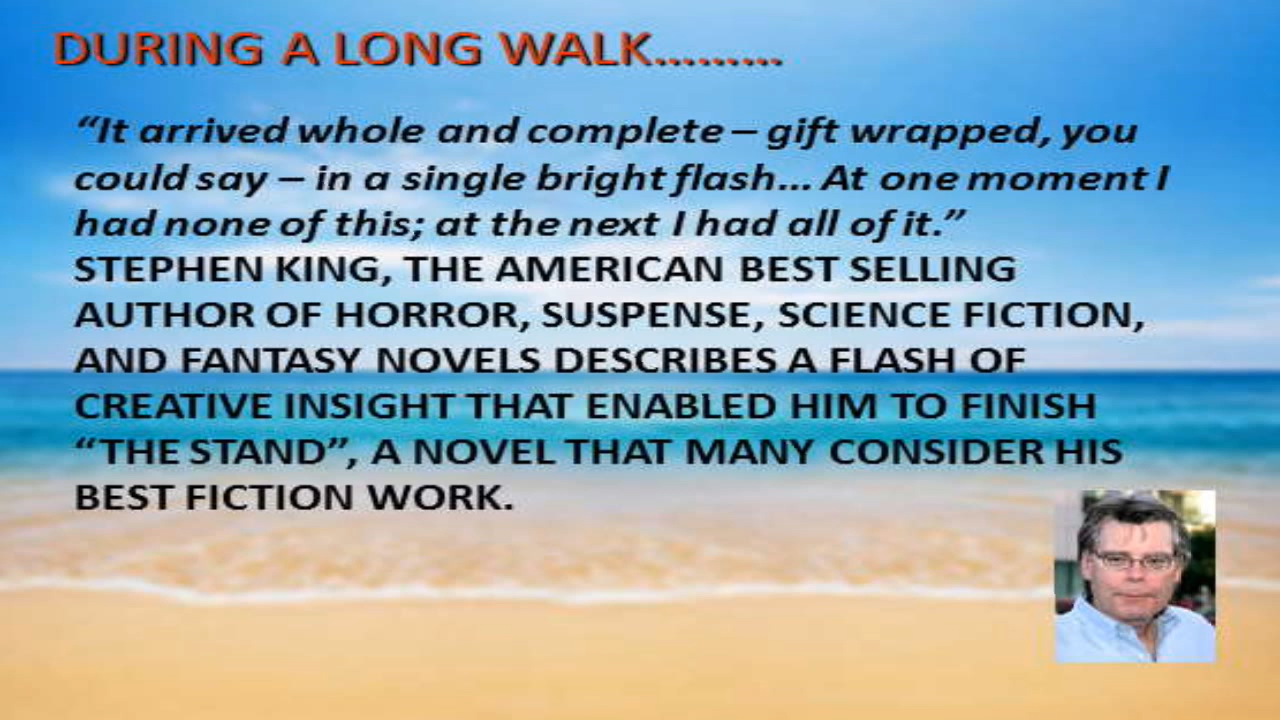 DURING A LONG WALK.........
“It arrived whole and complete – gift wrapped, you
could say – in a single bright flash... At one moment I
had none of this; at the next I had all of it.”
STEPHEN KING, THE AMERICAN BEST SELLING
AUTHOR OF HORROR, SUSPENSE, SCIENCE FICTION,
AND FANTASY NOVELS DESCRIBES A FLASH OF
CREATIVE INSIGHT THAT ENABLED HIM TO FINISH
“THE STAND”, A NOVEL THAT MANY CONSIDER HIS
BEST FICTION WORK.